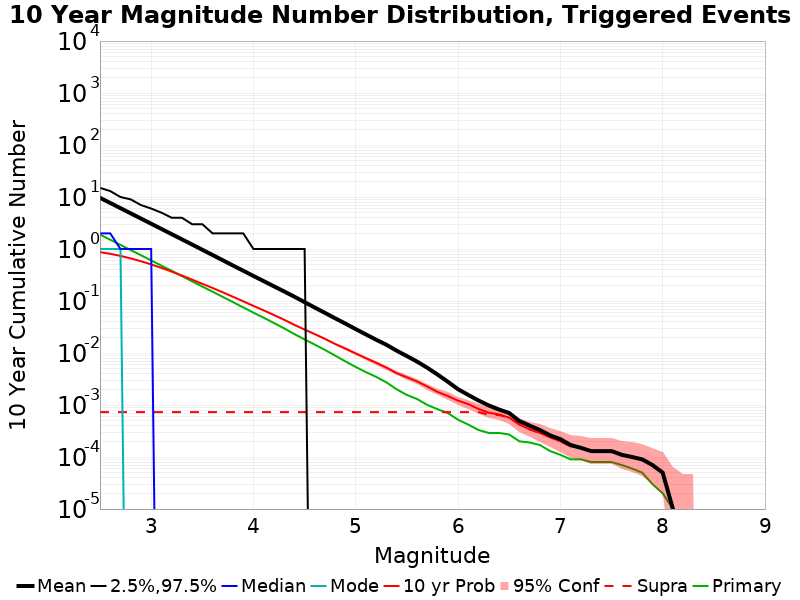 10 Year Magnitude Number Distribution, Triggered Events
10 Year Cumulative Number
10^4
10^3
10^2
10^1
10^0
10^-1
10^-2
10^-3
10^-4
10^-5
3 4 5 6 7 8 9
Magnitude
Mean 2.5%,97.5% Median Mode 10 yr Prob 95% Conf Supra Primary